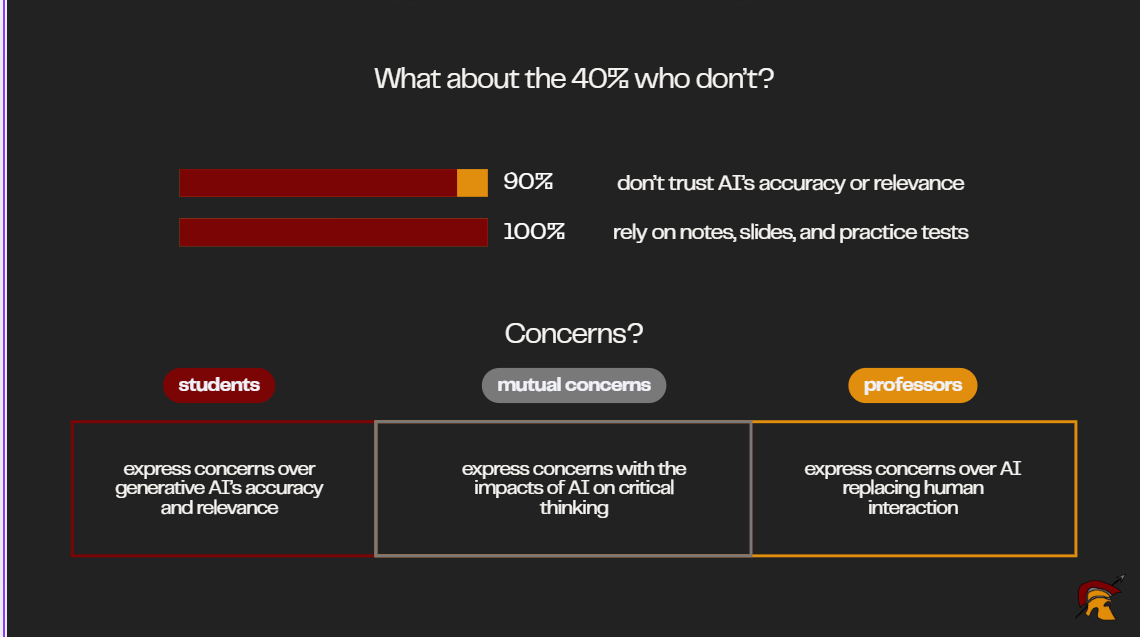 What about the 40% who don't?
90% don't trust AI's accuracy or relevance
100% rely on notes, slides, and practice tests
Concerns?
students
mutual concerns
professors
express concerns over
generative AI's accuracy
and relevance
express concerns with the
impacts of AI on critical
thinking
express concerns over AI
replacing human
interaction